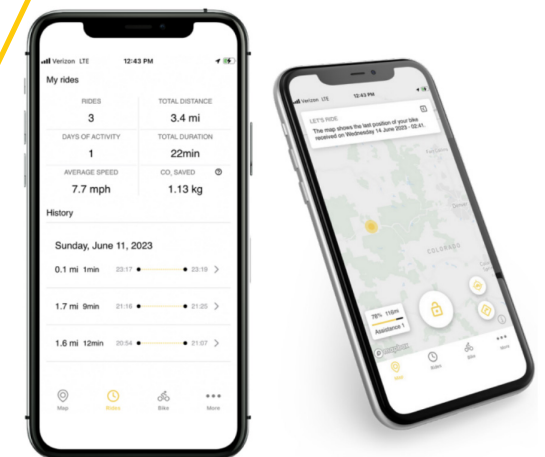 Verizon LTE 12:43 PM
My rides
RIDES TOTAL DISTANCE
3 3.4 mi
DAYS OF ACTIVITY TOTAL DURATION
1 22min
AVERAGE SPEED CO₂ SAVED
7.7 mph 1.13 kg
History
Sunday, June 11, 2023
0.1 mi 1min 23:17 23:19
1.7 mi 9min 21:16 21:25
1.6 mi 12min 20:54 21:07
Map Rides Bike More
Verizon LTE 12:43 PM
LET'S RIDE
The map shows the last position of your bike
received on Wednesday 14 June 2023 - 02:41.
COLORADO
78% 116mi
Assistance 1
mapbox
Map Rides Bike More